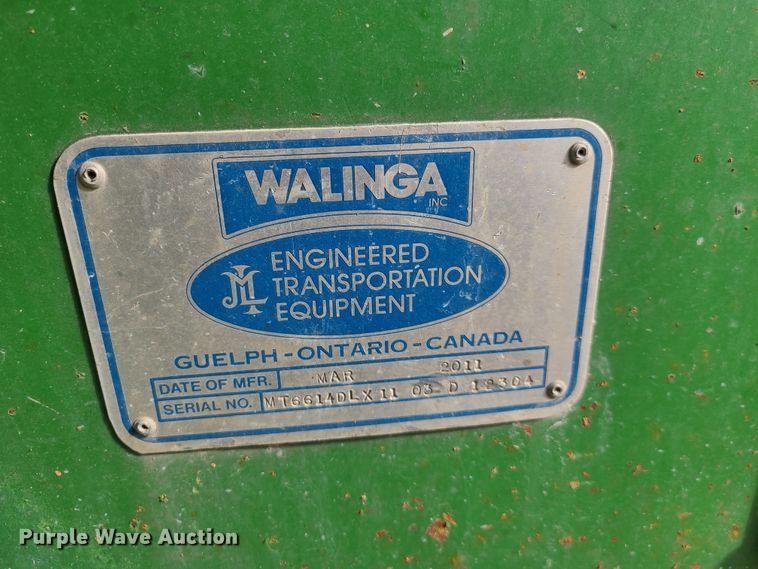 WALINGA
INC
MTL
ENGINEERED
TRANSPORTATION
EQUIPMENT
GUELPH-ONTARIO-CANADA
DATE OF MFR. MAR 2011
SERIAL NO. MT6614DLX11 03 D 18304
Purple Wave Auction